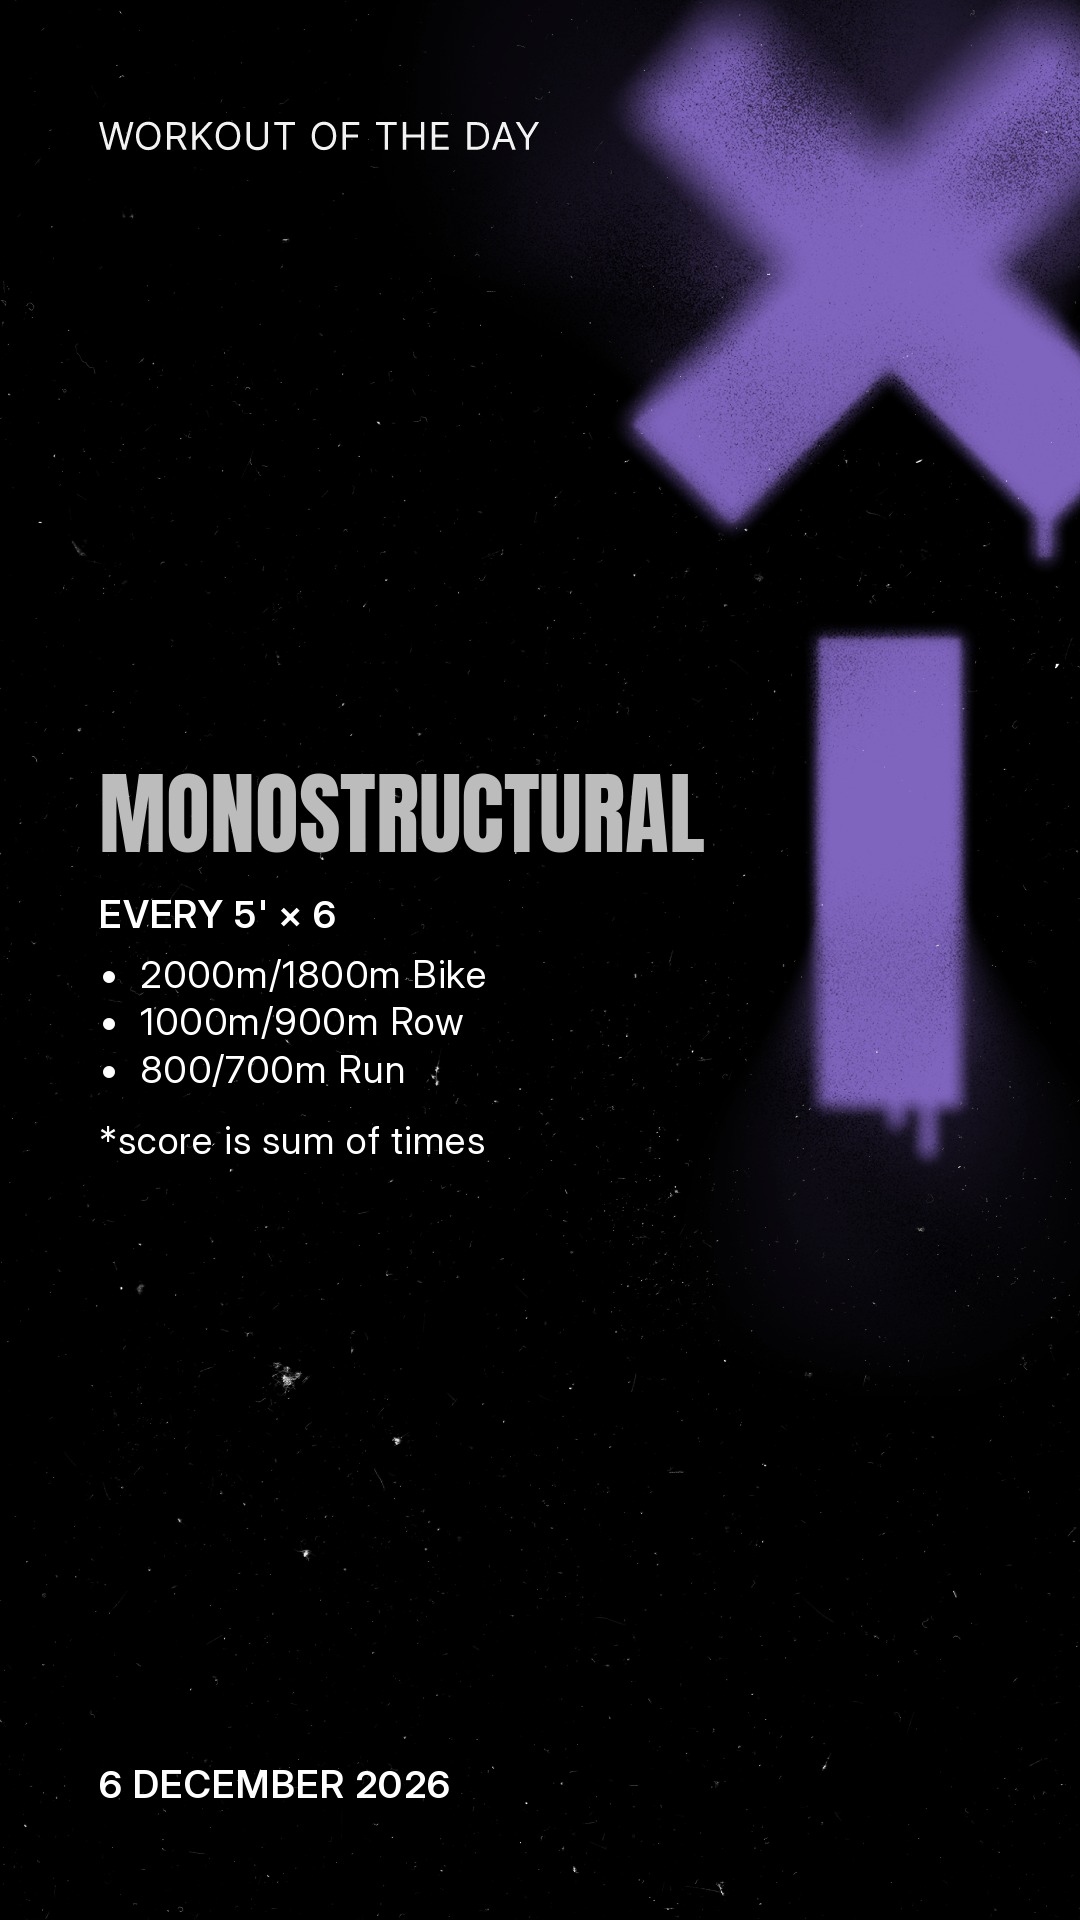 WORKOUT OF THE DAY
MONOSTRUCTURAL
EVERY 5' × 6
• 2000m/1800m Bike
• 1000m/900m Row
• 800/700m Run
*score is sum of times
6 DECEMBER 2026